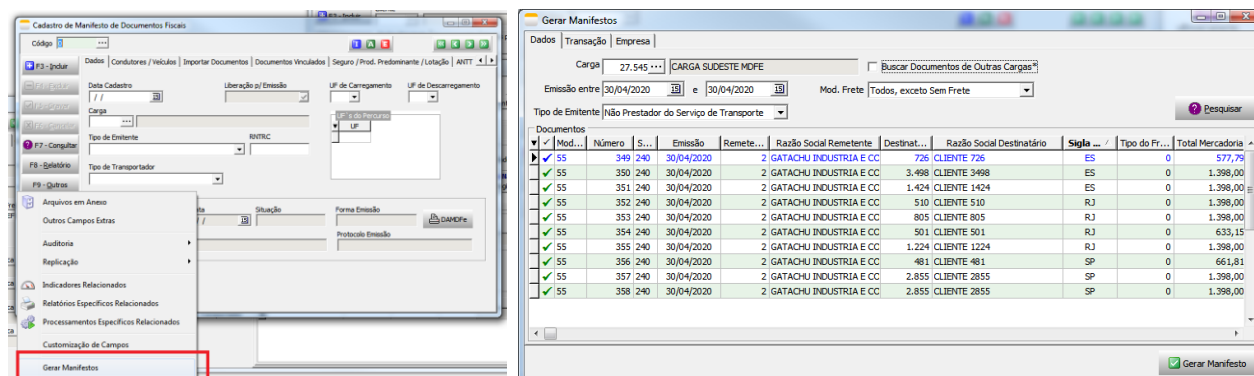 Cadastro de Manifesto de Documentos Fiscais
Código 0 ...
F3 - Incluir
Dados Condutores / Veículos Importar Documentos Documentos Vinculados Seguro / Prod. Predominante / Lotação ANTT
Data Cadastro Liberação p/ Emissão UF de Carregamento UF de Descarregamento
/ / 15
Carga
...
UF's do Percurso
UF
Tipo de Emitente RNTRC
F7 - Consultar
F8 - Relatório
Tipo de Transportador
F9 - Outros
Arquivos em Anexo
Outros Campos Extras
Situação Forma Emissão
DAMDFe
Protocolo Emissão
Auditoria
Replicação
Indicadores Relacionados
Relatórios Específicos Relacionados
Processamentos Específicos Relacionados
Customização de Campos
Gerar Manifestos
Gerar Manifestos
Dados Transação Empresa
Carga 27.545 ... CARGA SUDESTE MDFE Buscar Documentos de Outras Cargas*
Emissão entre 30/04/2020 15 e 30/04/2020 15 Mod. Frete Todos, exceto Sem Frete
Tipo de Emitente Não Prestador do Serviço de Transporte Pesquisar
Documentos
Mod... Número S... Emissão Remete... Razão Social Remetente Destinat... Razão Social Destinatário Sigla ... / Tipo do Fr... Total Mercadoria
55 349 240 30/04/2020 2 GATACHU INDUSTRIA E CC 726 CLIENTE 726 ES 0 577,79
55 350 240 30/04/2020 2 GATACHU INDUSTRIA E CC 3.498 CLIENTE 3498 ES 0 1.398,00
55 351 240 30/04/2020 2 GATACHU INDUSTRIA E CC 1.424 CLIENTE 1424 ES 0 1.398,00
55 352 240 30/04/2020 2 GATACHU INDUSTRIA E CC 510 CLIENTE 510 RJ 0 1.398,00
55 353 240 30/04/2020 2 GATACHU INDUSTRIA E CC 805 CLIENTE 805 RJ 0 1.398,00
55 354 240 30/04/2020 2 GATACHU INDUSTRIA E CC 501 CLIENTE 501 RJ 0 633,15
55 355 240 30/04/2020 2 GATACHU INDUSTRIA E CC 1.224 CLIENTE 1224 RJ 0 1.398,00
55 356 240 30/04/2020 2 GATACHU INDUSTRIA E CC 481 CLIENTE 481 SP 0 661,81
55 357 240 30/04/2020 2 GATACHU INDUSTRIA E CC 2.855 CLIENTE 2855 SP 0 1.398,00
55 358 240 30/04/2020 2 GATACHU INDUSTRIA E CC 2.855 CLIENTE 2855 SP 0 1.398,00
Gerar Manifesto